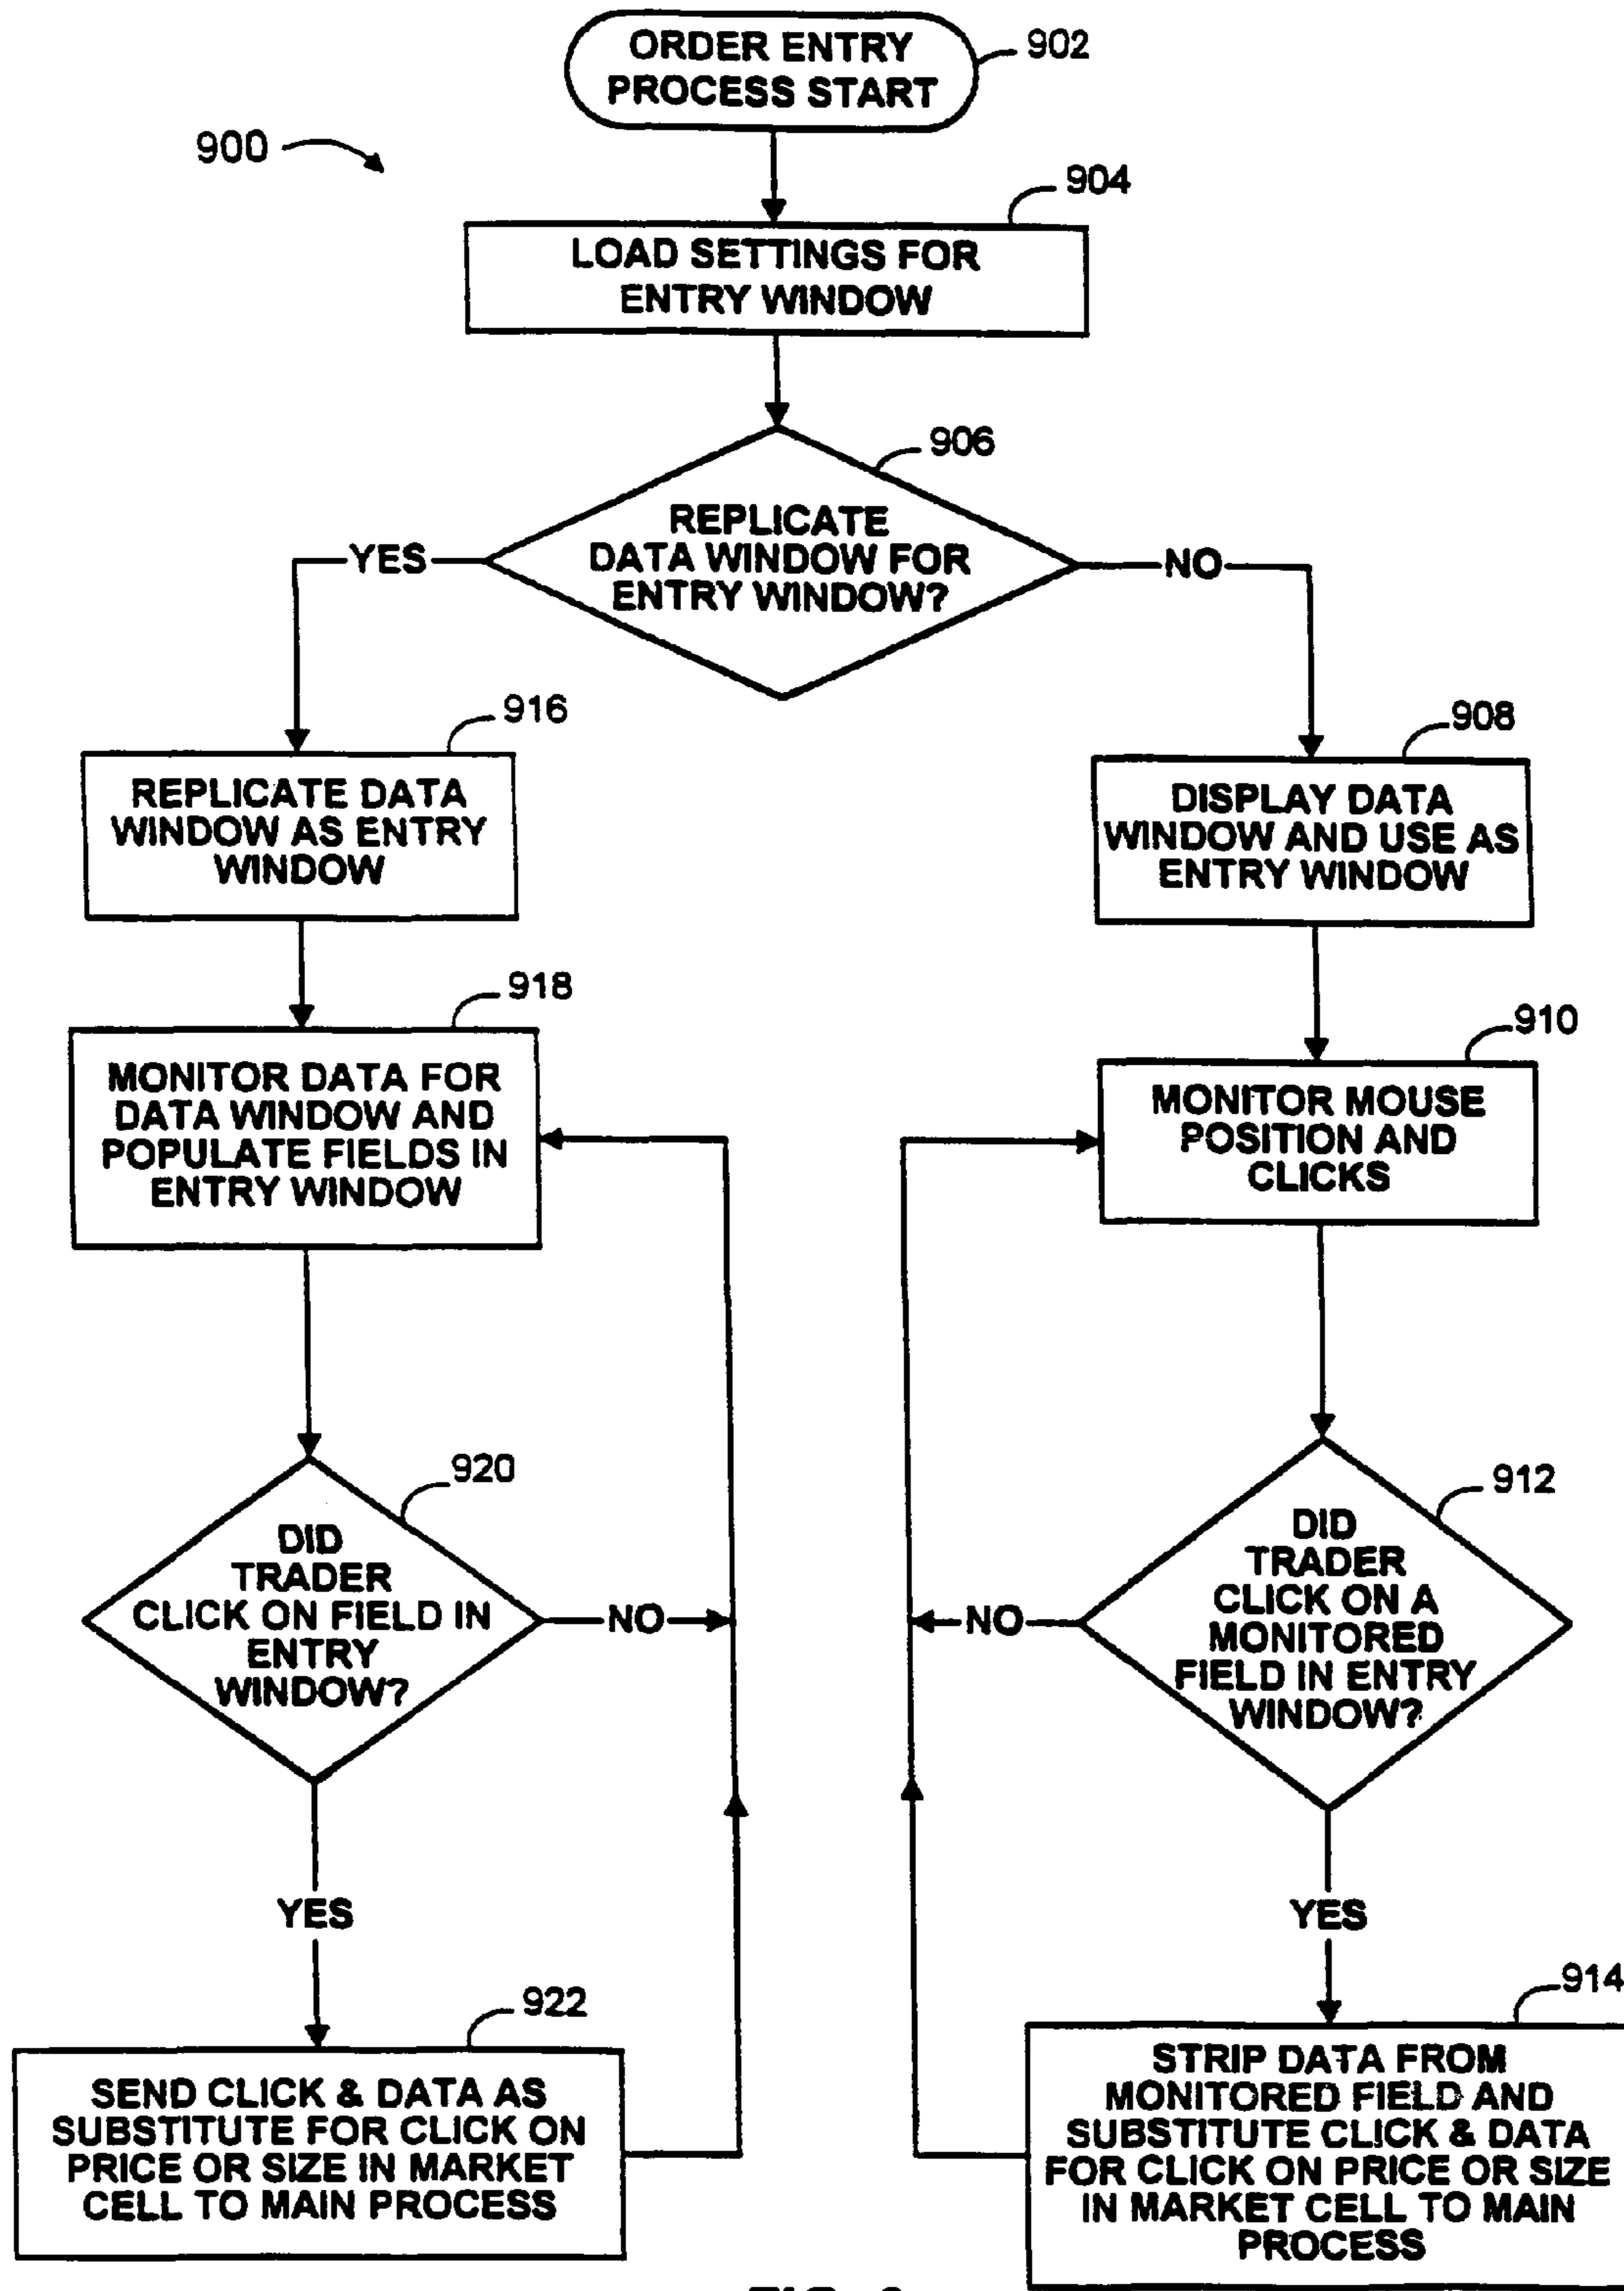 ORDER ENTRY
PROCESS START
902
900
904
LOAD SETTINGS FOR
ENTRY WINDOW
906
REPLICATE
DATA WINDOW FOR
ENTRY WINDOW?
YES
NO
916
REPLICATE DATA
WINDOW AS ENTRY
WINDOW
908
DISPLAY DATA
WINDOW AND USE AS
ENTRY WINDOW
918
MONITOR DATA FOR
DATA WINDOW AND
POPULATE FIELDS IN
ENTRY WINDOW
910
MONITOR MOUSE
POSITION AND
CLICKS
920
DID
TRADER
CLICK ON FIELD IN
ENTRY
WINDOW?
NO
912
DID
TRADER
CLICK ON A
MONITORED
FIELD IN ENTRY
WINDOW?
NO
YES
YES
922
SEND CLICK & DATA AS
SUBSTITUTE FOR CLICK ON
PRICE OR SIZE IN MARKET
CELL TO MAIN PROCESS
914
STRIP DATA FROM
MONITORED FIELD AND
SUBSTITUTE CLICK & DATA
FOR CLICK ON PRICE OR SIZE
IN MARKET CELL TO MAIN
PROCESS